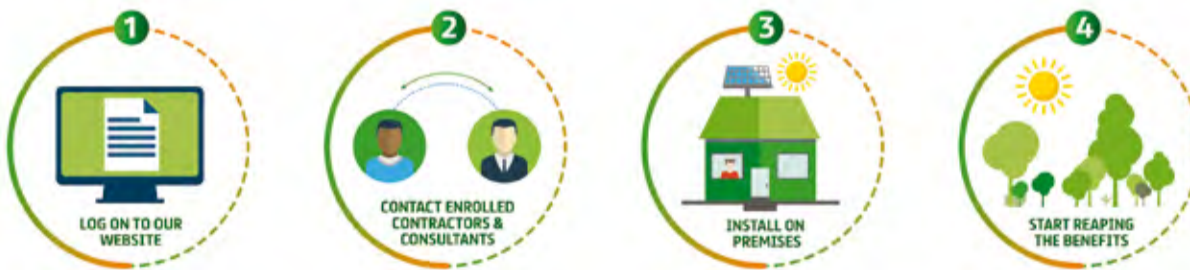 1
LOG ON TO OUR
WEBSITE
2
CONTACT ENROLLED
CONTRACTORS &
CONSULTANTS
3
INSTALL ON
PREMISES
4
START REAPING
THE BENEFITS